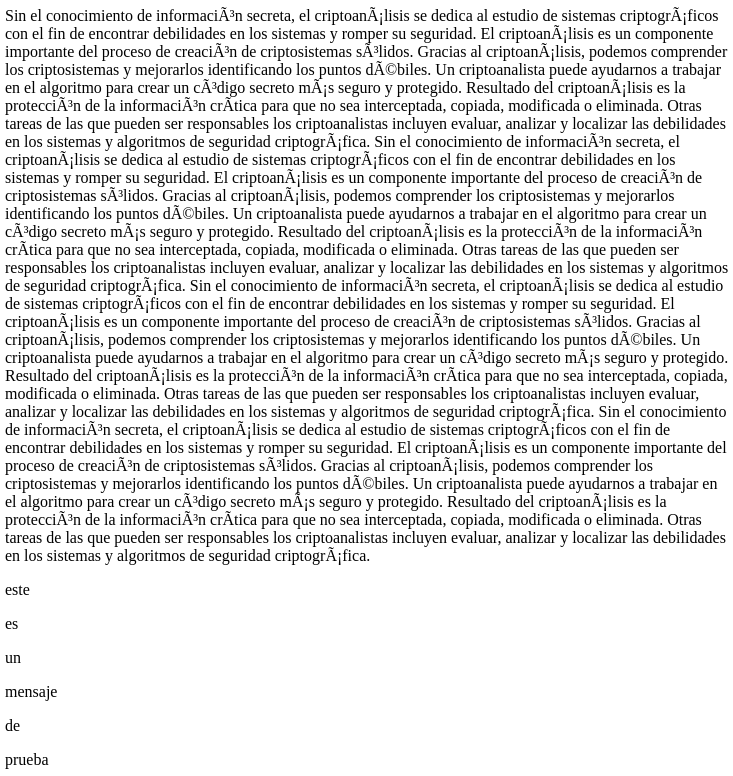 Sin el conocimiento de informaciÃ³n secreta, el criptoanÃ¡lisis se dedica al estudio de sistemas criptogrÃ¡ficos
con el fin de encontrar debilidades en los sistemas y romper su seguridad. El criptoanÃ¡lisis es un componente
importante del proceso de creaciÃ³n de criptosistemas sÃ³lidos. Gracias al criptoanÃ¡lisis, podemos comprender
los criptosistemas y mejorarlos identificando los puntos dÃ©biles. Un criptoanalista puede ayudarnos a trabajar
en el algoritmo para crear un cÃ³digo secreto mÃ¡s seguro y protegido. Resultado del criptoanÃ¡lisis es la
protecciÃ³n de la informaciÃ³n crÃtica para que no sea interceptada, copiada, modificada o eliminada. Otras
tareas de las que pueden ser responsables los criptoanalistas incluyen evaluar, analizar y localizar las debilidades
en los sistemas y algoritmos de seguridad criptogrÃ¡fica. Sin el conocimiento de informaciÃ³n secreta, el
criptoanÃ¡lisis se dedica al estudio de sistemas criptogrÃ¡ficos con el fin de encontrar debilidades en los
sistemas y romper su seguridad. El criptoanÃ¡lisis es un componente importante del proceso de creaciÃ³n de
criptosistemas sÃ³lidos. Gracias al criptoanÃ¡lisis, podemos comprender los criptosistemas y mejorarlos
identificando los puntos dÃ©biles. Un criptoanalista puede ayudarnos a trabajar en el algoritmo para crear un
cÃ³digo secreto mÃ¡s seguro y protegido. Resultado del criptoanÃ¡lisis es la protecciÃ³n de la informaciÃ³n
crÃtica para que no sea interceptada, copiada, modificada o eliminada. Otras tareas de las que pueden ser
responsables los criptoanalistas incluyen evaluar, analizar y localizar las debilidades en los sistemas y algoritmos
de seguridad criptogrÃ¡fica. Sin el conocimiento de informaciÃ³n secreta, el criptoanÃ¡lisis se dedica al estudio
de sistemas criptogrÃ¡ficos con el fin de encontrar debilidades en los sistemas y romper su seguridad. El
criptoanÃ¡lisis es un componente importante del proceso de creaciÃ³n de criptosistemas sÃ³lidos. Gracias al
criptoanÃ¡lisis, podemos comprender los criptosistemas y mejorarlos identificando los puntos dÃ©biles. Un
criptoanalista puede ayudarnos a trabajar en el algoritmo para crear un cÃ³digo secreto mÃ¡s seguro y protegido.
Resultado del criptoanÃ¡lisis es la protecciÃ³n de la informaciÃ³n crÃtica para que no sea interceptada, copiada,
modificada o eliminada. Otras tareas de las que pueden ser responsables los criptoanalistas incluyen evaluar,
analizar y localizar las debilidades en los sistemas y algoritmos de seguridad criptogrÃ¡fica. Sin el conocimiento
de informaciÃ³n secreta, el criptoanÃ¡lisis se dedica al estudio de sistemas criptogrÃ¡ficos con el fin de
encontrar debilidades en los sistemas y romper su seguridad. El criptoanÃ¡lisis es un componente importante del
proceso de creaciÃ³n de criptosistemas sÃ³lidos. Gracias al criptoanÃ¡lisis, podemos comprender los
criptosistemas y mejorarlos identificando los puntos dÃ©biles. Un criptoanalista puede ayudarnos a trabajar en
el algoritmo para crear un cÃ³digo secreto mÃ¡s seguro y protegido. Resultado del criptoanÃ¡lisis es la
protecciÃ³n de la informaciÃ³n crÃtica para que no sea interceptada, copiada, modificada o eliminada. Otras
tareas de las que pueden ser responsables los criptoanalistas incluyen evaluar, analizar y localizar las debilidades
en los sistemas y algoritmos de seguridad criptogrÃ¡fica.
este
es
un
mensaje
de
prueba